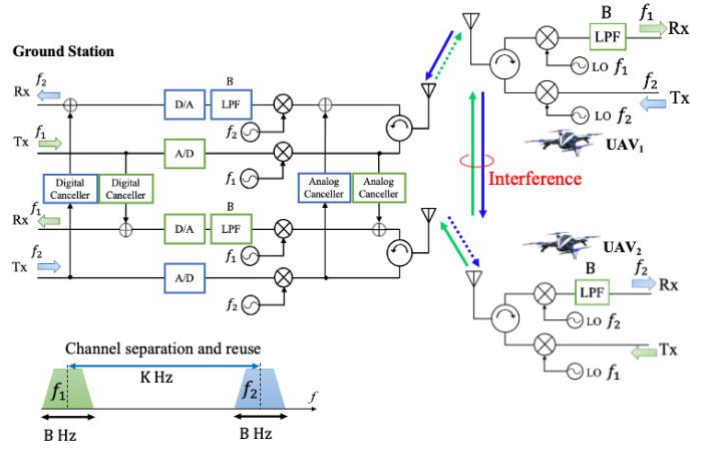 Ground Station
Rx f₂
D/A
B
LPF
f₂
Tx f₁
A/D
f₁
Digital
Canceller
Digital
Canceller
Analog
Canceller
Analog
Canceller
Rx f₁
D/A
B
LPF
f₁
Tx f₂
A/D
f₂
B
LPF
f₁
Rx
LO f₁
f₂
Tx
LO f₂
UAV₁
Interference
UAV₂
B
LPF
f₂
Rx
LO f₂
Tx
LO f₁
Channel separation and reuse
K Hz
f₁
f₂
f
B Hz
B Hz